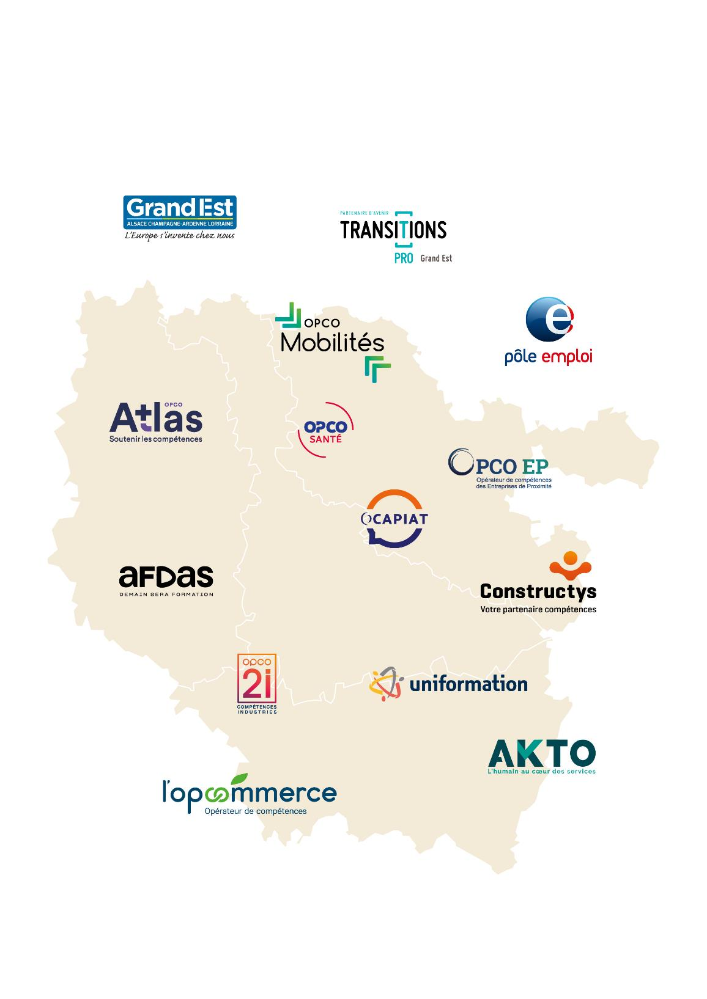 Grand Est
ALSACE CHAMPAGNE-ARDENNE LORRAINE
L'Europe s'invente chez nous
PARTENAIRE D'AVENIR
TRANSITIONS
PRO Grand Est
OPCO
Mobilités
e
pôle emploi
OPCO
Atlas
Soutenir les compétences
OPCO
SANTÉ
OPCO EP
Opérateur de compétences
des Entreprises de Proximité
OCAPIAT
aFDas
DEMAIN SERA FORMATION
Constructys
Votre partenaire compétences
opco
2i
COMPÉTENCES
INDUSTRIES
uniformation
AKTO
L'humain au cœur des services
l'opcommerce
Opérateur de compétences